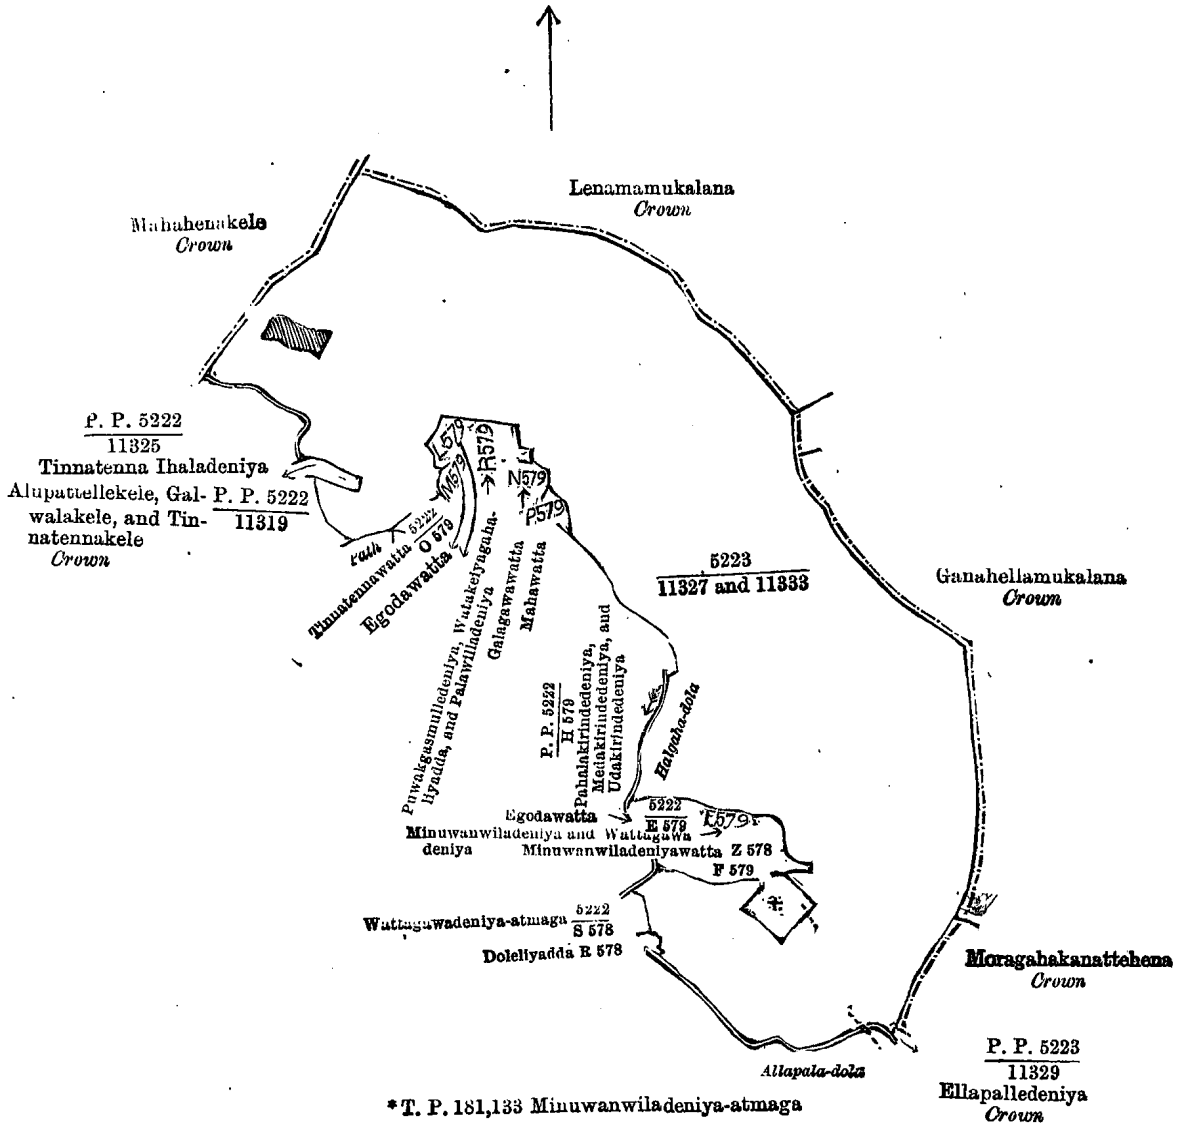 Lenamamukalana
Crown
Mahahenakele
Crown
P. P. 5222
11325
Tinnatenna Ihaladeniya
Alupattellekele, Gal-
walakele, and Tin-
natennakele
Crown
P. P. 5222
11319
L579
M579
R579
N579
P579
Path
Tinnatennawatta 5222
O 579
Egodawatta
Puwakgasmulledeniya, Watakeiyagaha-
liyadda, and Palawilladeniya
Galagawawatta
Mahawatta
5223
11327 and 11333
Ganahellamukalana
Crown
P. P. 5222
H 579
Pahalakirindedeniya,
Medakirindedeniya, and
Udakirindedeniya
Halgaha-dola
Egodawatta
5222
E 579
E579
Minuwanwiladeniya and Wattagawa
deniya
Minuwanwiladeniyawatta Z 578
F 579
*
Wattagawadeniya-atmaga 5222
S 578
Doleliyadda R 578
Moragahakanattehena
Crown
P. P. 5223
11329
Ellapalledeniya
Crown
Allapala-dola
*T. P. 181,133 Minuwanwiladeniya-atmaga